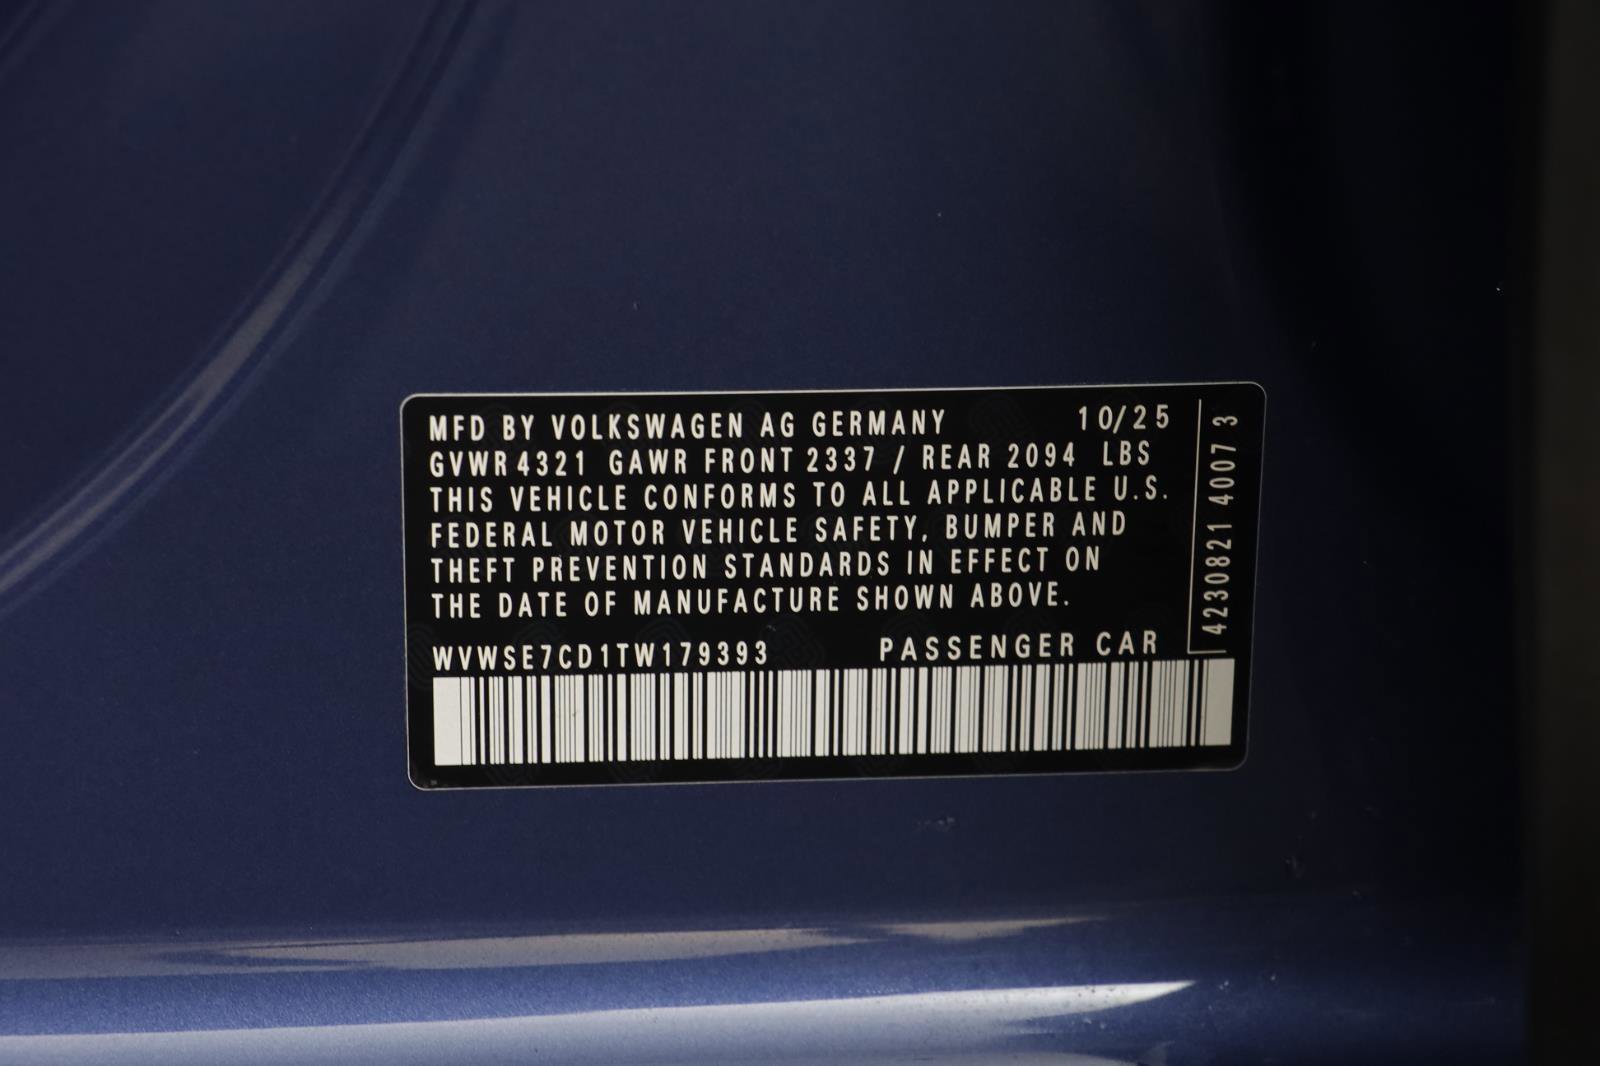 MFD BY VOLKSWAGEN AG GERMANY 10/25
GVWR 4321 GAWR FRONT 2337 / REAR 2094 LBS
THIS VEHICLE CONFORMS TO ALL APPLICABLE U.S.
FEDERAL MOTOR VEHICLE SAFETY, BUMPER AND
THEFT PREVENTION STANDARDS IN EFFECT ON
THE DATE OF MANUFACTURE SHOWN ABOVE.
WVWSE7CD1TW179393 PASSENGER CAR
4230821 4007 3